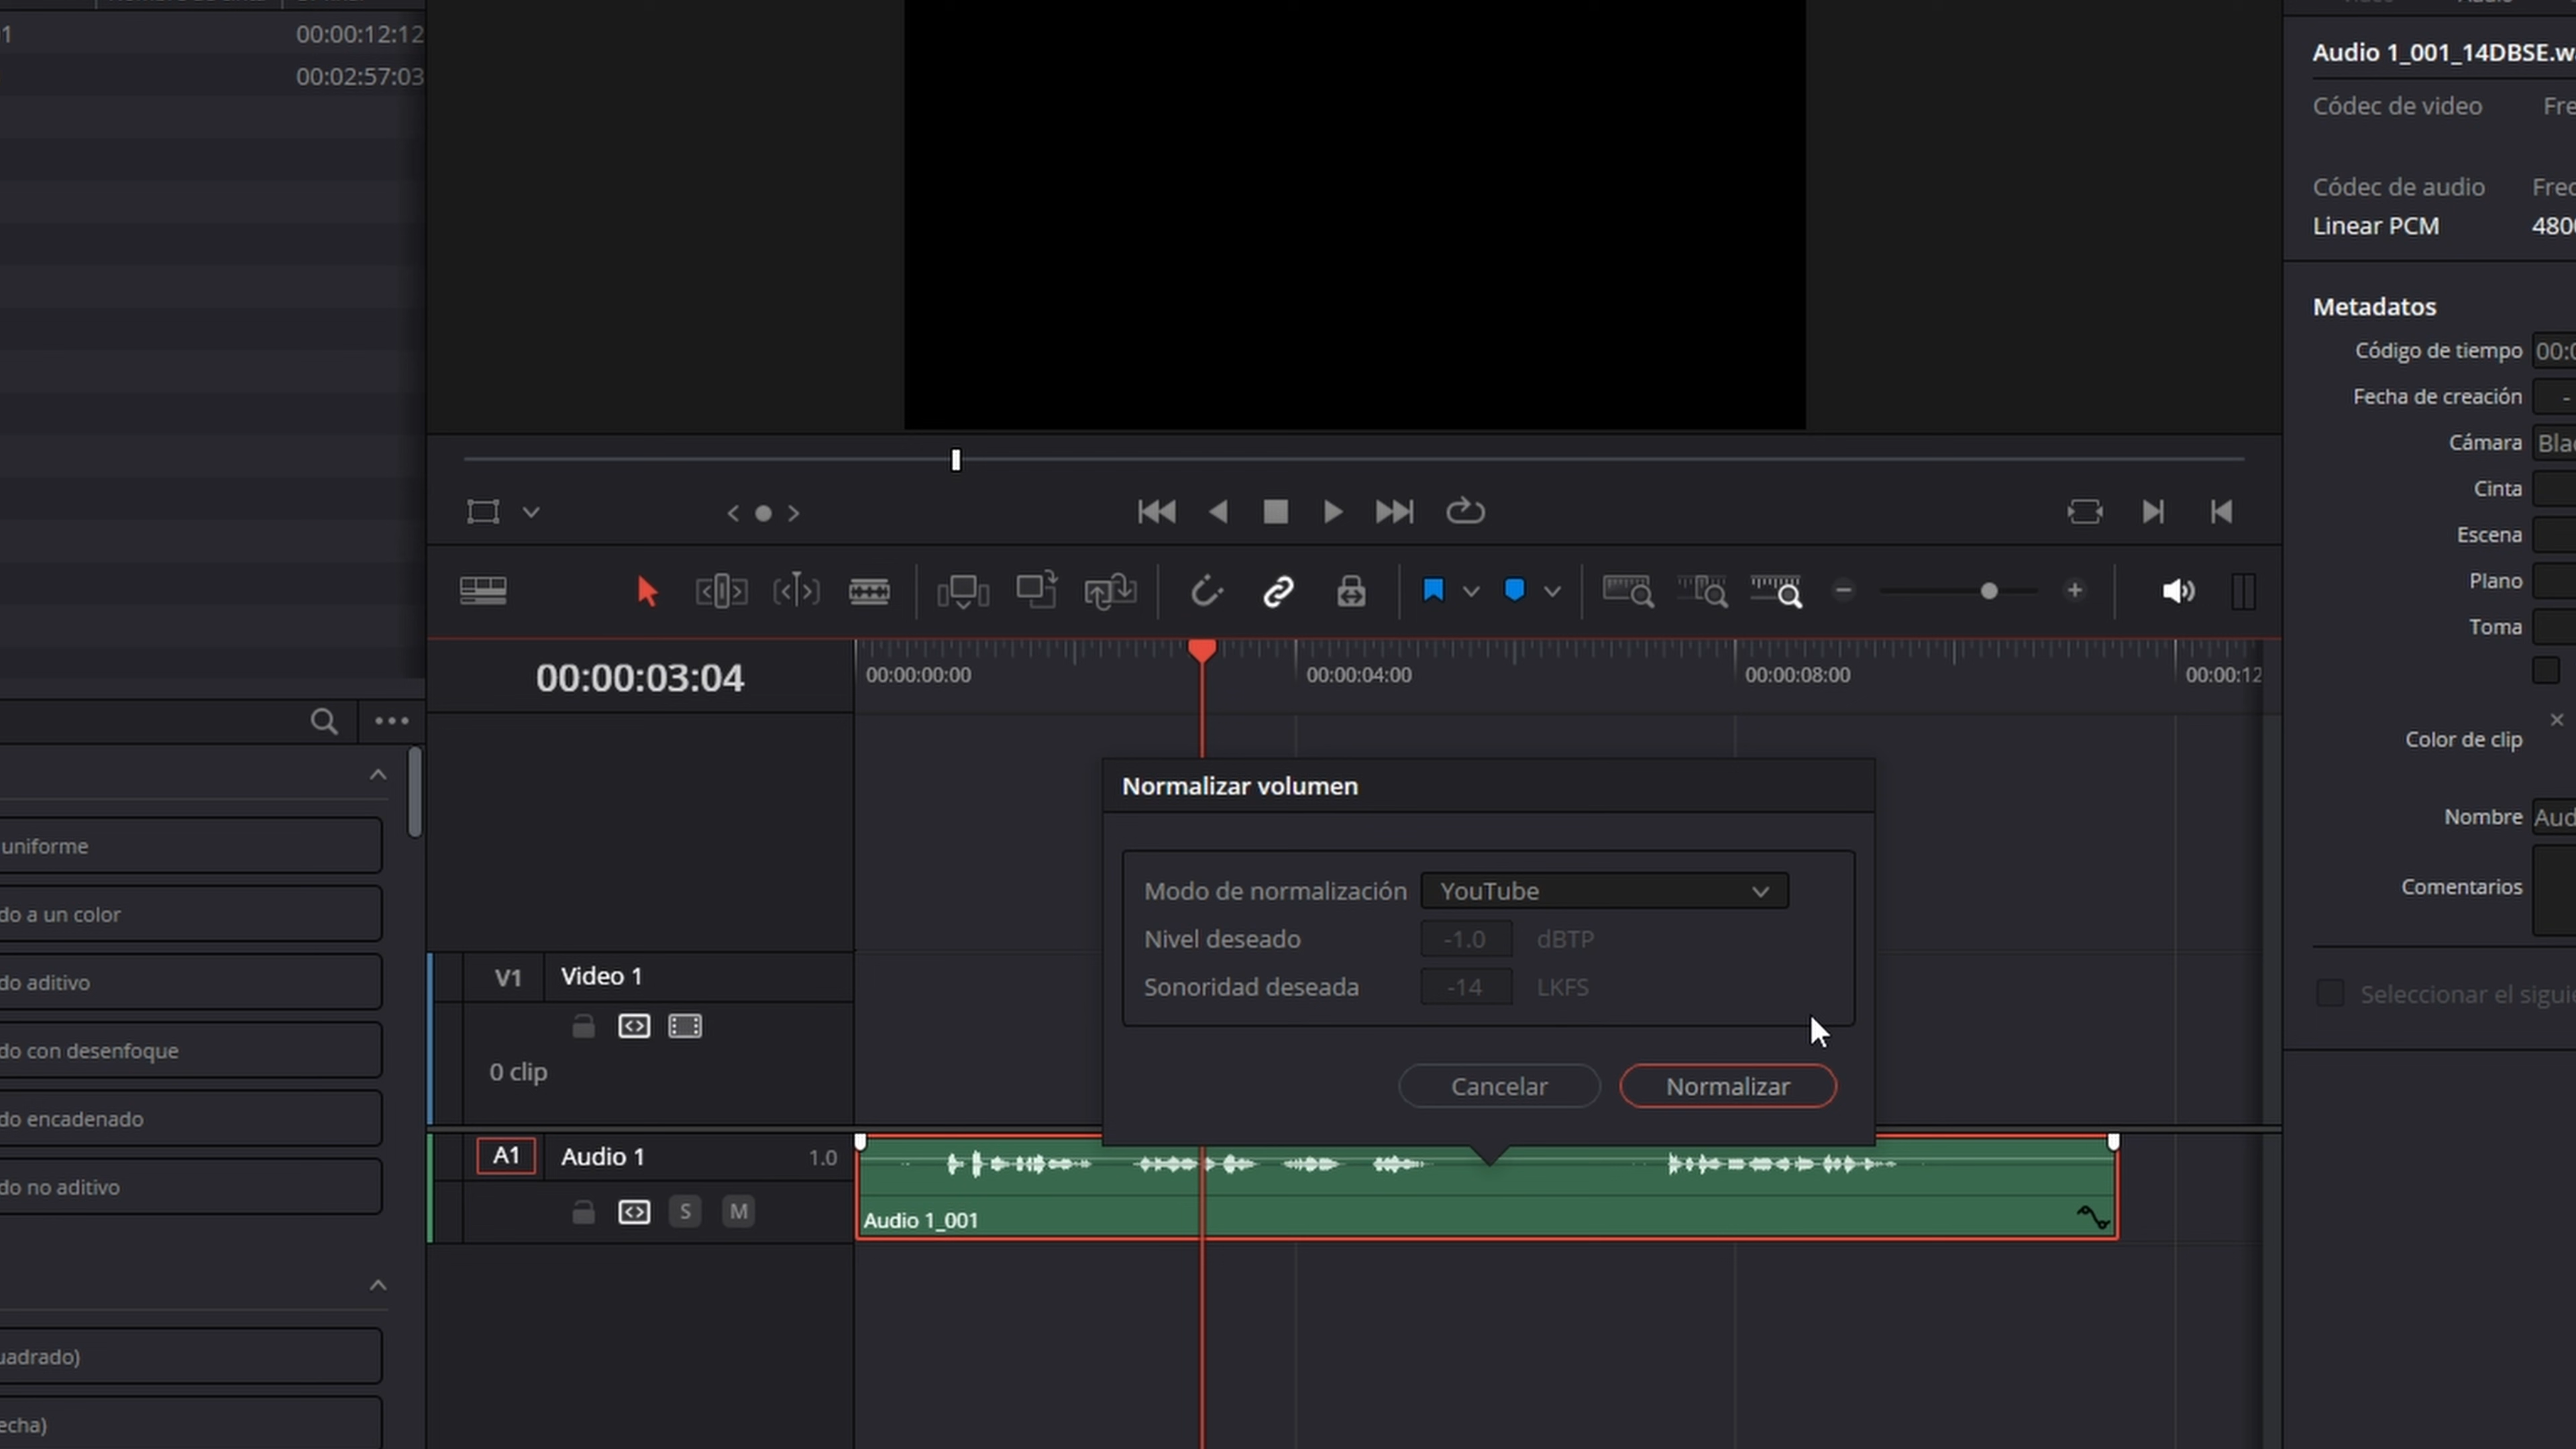 1
00:00:12:12
00:02:57:03
Audio 1_001_14DBSE.w
Códec de video
Fre
Códec de audio
Frec
Linear PCM
480
Metadatos
Código de tiempo
00:0
Fecha de creación
-
Cámara
Bla
Cinta
Escena
Plano
Toma
Color de clip
Nombre
Aud
Comentarios
Seleccionar el siguie
00:00:03:04
00:00:00:00
00:00:04:00
00:00:08:00
00:00:12
uniforme
do a un color
do aditivo
do con desenfoque
do encadenado
do no aditivo
uadrado)
echa)
Normalizar volumen
Modo de normalización
YouTube
Nivel deseado
-1.0
dBTP
Sonoridad deseada
-14
LKFS
Cancelar
Normalizar
V1
Video 1
0 clip
A1
Audio 1
1.0
S
M
Audio 1_001